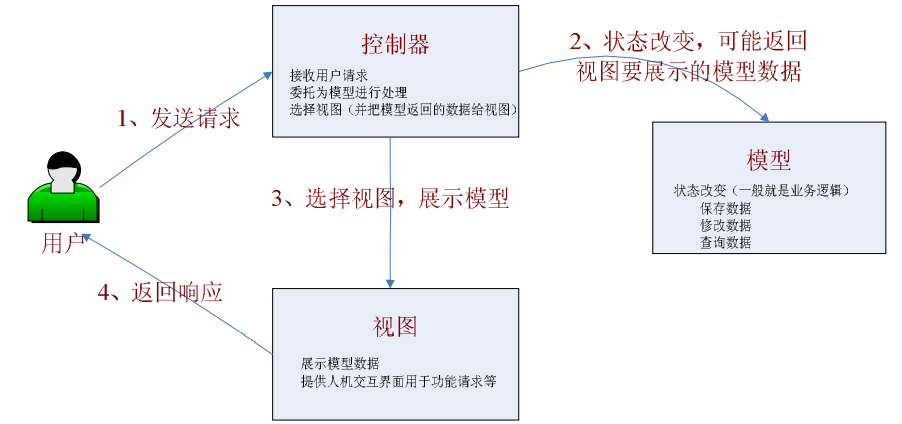 控制器
接收用户请求
委托为模型进行处理
选择视图（并把模型返回的数据给视图）
2、状态改变，可能返回
视图要展示的模型数据
1、发送请求
模型
状态改变（一般就是业务逻辑）
保存数据
修改数据
查询数据
3、选择视图，展示模型
用户
4、返回响应
视图
展示模型数据
提供人机交互界面用于功能请求等